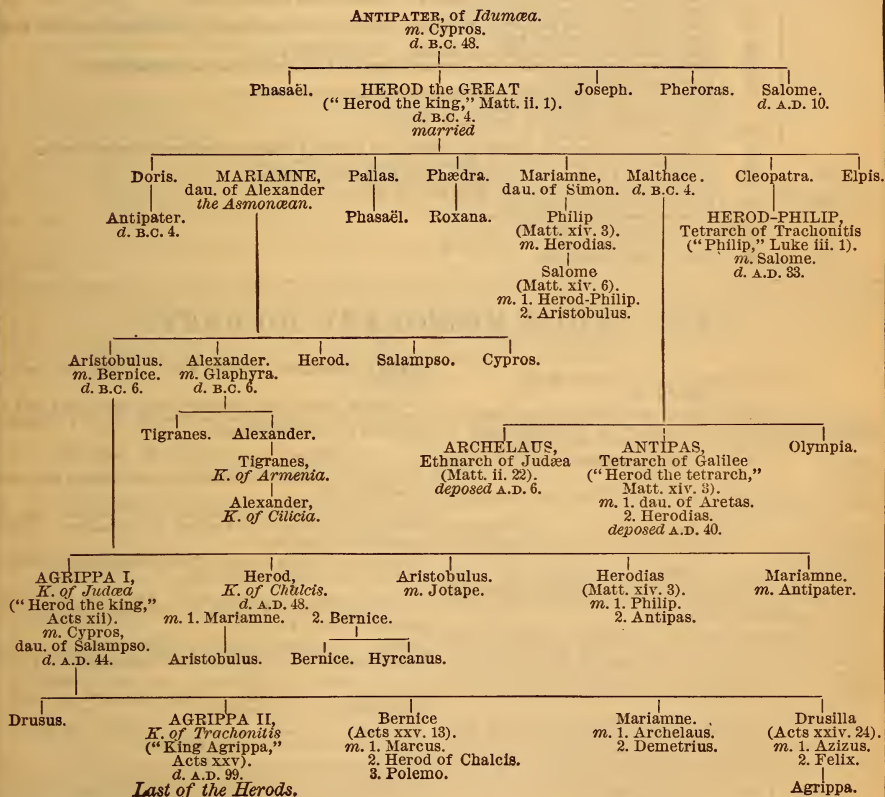 ANTIPATER, of Idumæa.
m. Cypros.
d. B.C. 48.
Phasaël.
HEROD the GREAT
(“Herod the king,” Matt. ii. 1).
d. B.C. 4.
married
Joseph.
Pheroras.
Salome.
d. A.D. 10.
Doris.
Antipater.
d. B.C. 4.
MARIAMNE,
dau. of Alexander
the Asmonæan.
Pallas.
Phasaël.
Phædra.
Roxana.
Mariamne,
dau. of Simon.
Philip
(Matt. xiv. 3).
m. Herodias.
Salome
(Matt. xiv. 6).
m. 1. Herod-Philip.
2. Aristobulus.
Malthace.
d. B.C. 4.
Cleopatra.
HEROD-PHILIP,
Tetrarch of Trachonitis
(“Philip,” Luke iii. 1).
m. Salome.
d. A.D. 33.
Elpis.
Aristobulus.
m. Bernice.
d. B.C. 6.
Alexander.
m. Glaphyra.
d. B.C. 6.
Herod.
Salampso.
Cypros.
Tigranes.
Alexander.
Tigranes,
K. of Armenia.
Alexander,
K. of Cilicia.
ARCHELAUS,
Ethnarch of Judæa
(Matt. ii. 22).
deposed A.D. 6.
ANTIPAS,
Tetrarch of Galilee
(“Herod the tetrarch,”
Matt. xiv. 3).
m. 1. dau. of Aretas.
2. Herodias.
deposed A.D. 40.
Olympia.
AGRIPPA I,
K. of Judæa
(“Herod the king,”
Acts xii).
m. Cypros,
dau. of Salampso.
d. A.D. 44.
Herod,
K. of Chalcis.
d. A.D. 48.
m. 1. Mariamne. 2. Bernice.
Aristobulus.
Bernice. Hyrcanus.
Aristobulus.
m. Jotape.
Herodias
(Matt. xiv. 3).
m. 1. Philip.
2. Antipas.
Mariamne.
m. Antipater.
Drusus.
AGRIPPA II,
K. of Trachonitis
(“King Agrippa,”
Acts xxv).
d. A.D. 99.
Last of the Herods.
Bernice
(Acts xxv. 13).
m. 1. Marcus.
2. Herod of Chalcis.
3. Polemo.
Mariamne.
m. 1. Archelaus.
2. Demetrius.
Drusilla
(Acts xxiv. 24).
m. 1. Azizus.
2. Felix.
Agrippa.